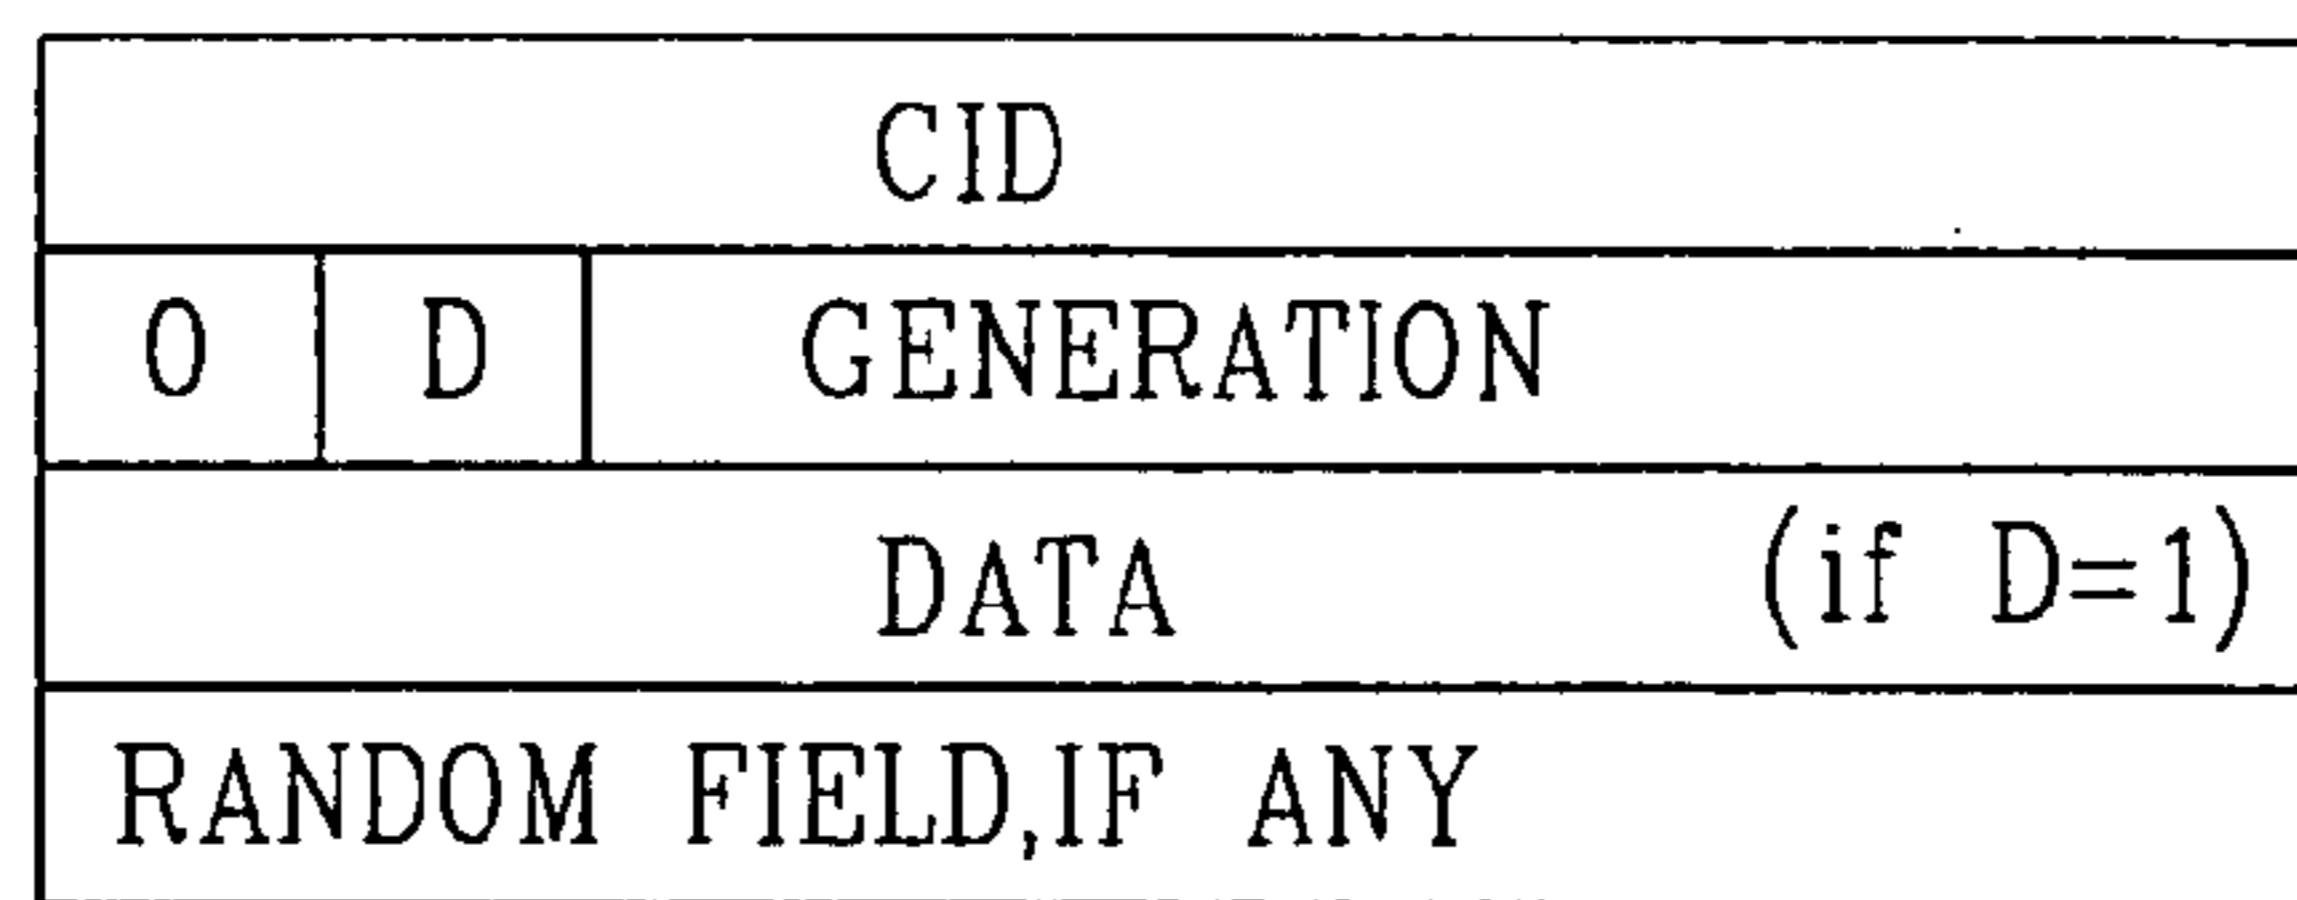 CID
0 D GENERATION
DATA (if D=1)
RANDOM FIELD,IF ANY